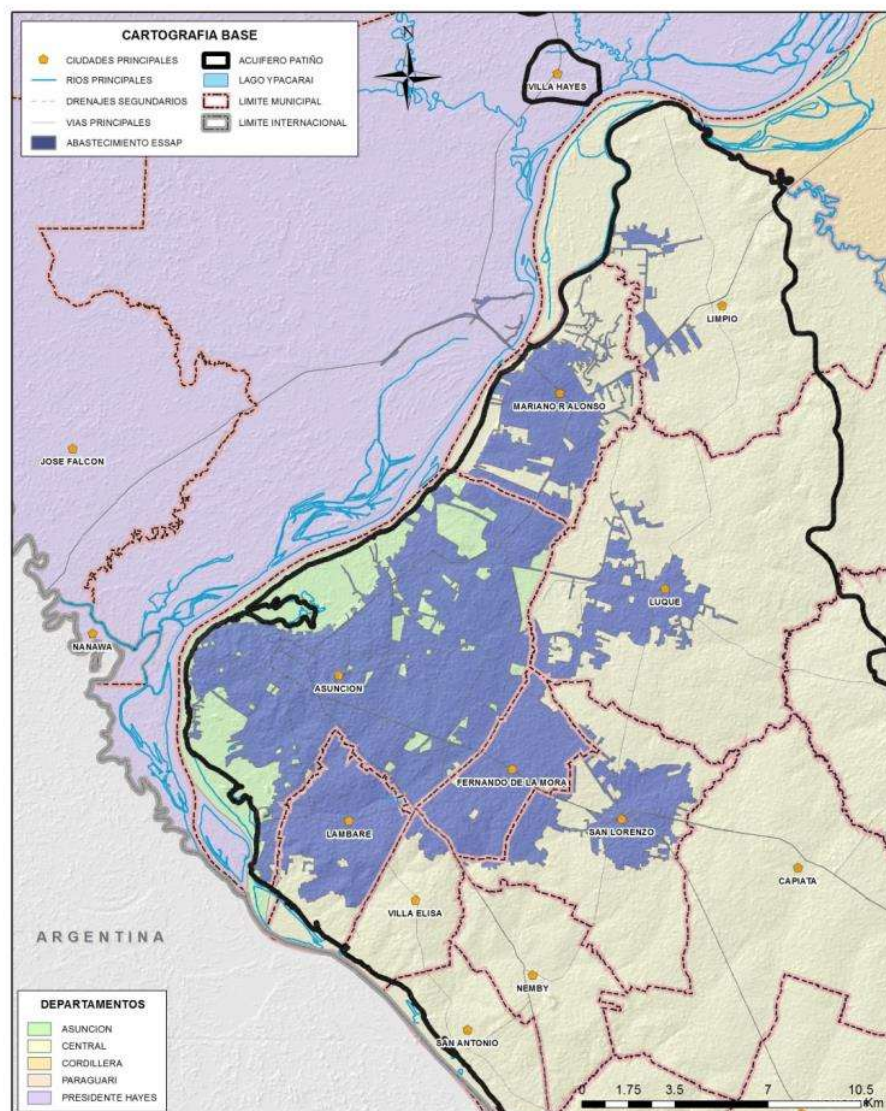 CARTOGRAFIA BASE
CIUDADES PRINCIPALES
RIOS PRINCIPALES
DRENAJES SEGUNDARIOS
VIAS PRINCIPALES
ABASTECIMIENTO ESSAP
ACUIFERO PATIÑO
LAGO YPACARAI
LIMITE MUNICIPAL
LIMITE INTERNACIONAL
N
VILLA HAYES
LIMPIO
MARIANO R ALONSO
JOSE FALCON
LUQUE
NANAWA
ASUNCION
FERNANDO DE LA MORA
LAMBARE
SAN LORENZO
CAPIATA
VILLA ELISA
ARGENTINA
NEMBY
SAN ANTONIO
DEPARTAMENTOS
ASUNCION
CENTRAL
CORDILLERA
PARAGUARI
PRESIDENTE HAYES
0 1.75 3.5 7 10.5
Km